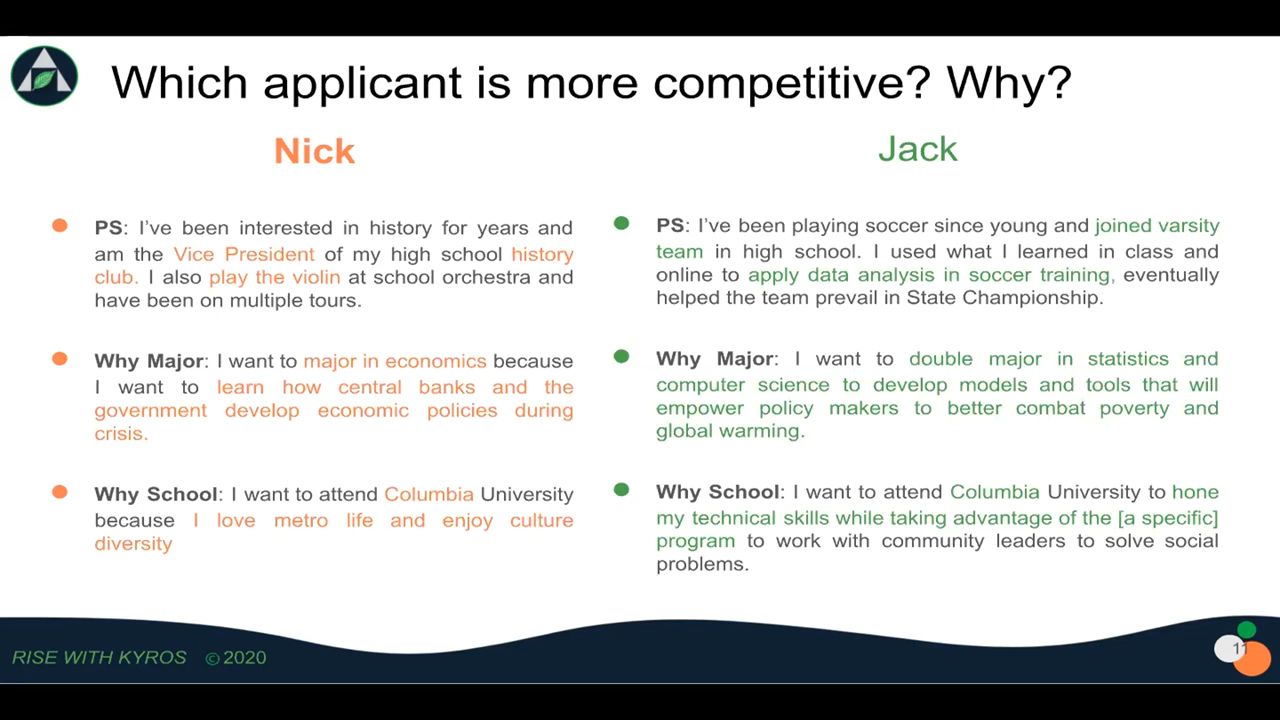 Which applicant is more competitive? Why?
Nick
PS: I've been interested in history for years and
am the Vice President of my high school history
club. I also play the violin at school orchestra and
have been on multiple tours.
Why Major: I want to major in economics because
I want to learn how central banks and the
government develop economic policies during
crisis.
Why School: I want to attend Columbia University
because I love metro life and enjoy culture
diversity
Jack
PS: I've been playing soccer since young and joined varsity
team in high school. I used what I learned in class and
online to apply data analysis in soccer training, eventually
helped the team prevail in State Championship.
Why Major: I want to double major in statistics and
computer science to develop models and tools that will
empower policy makers to better combat poverty and
global warming.
Why School: I want to attend Columbia University to hone
my technical skills while taking advantage of the [a specific]
program to work with community leaders to solve social
problems.
RISE WITH KYROS ©2020
11